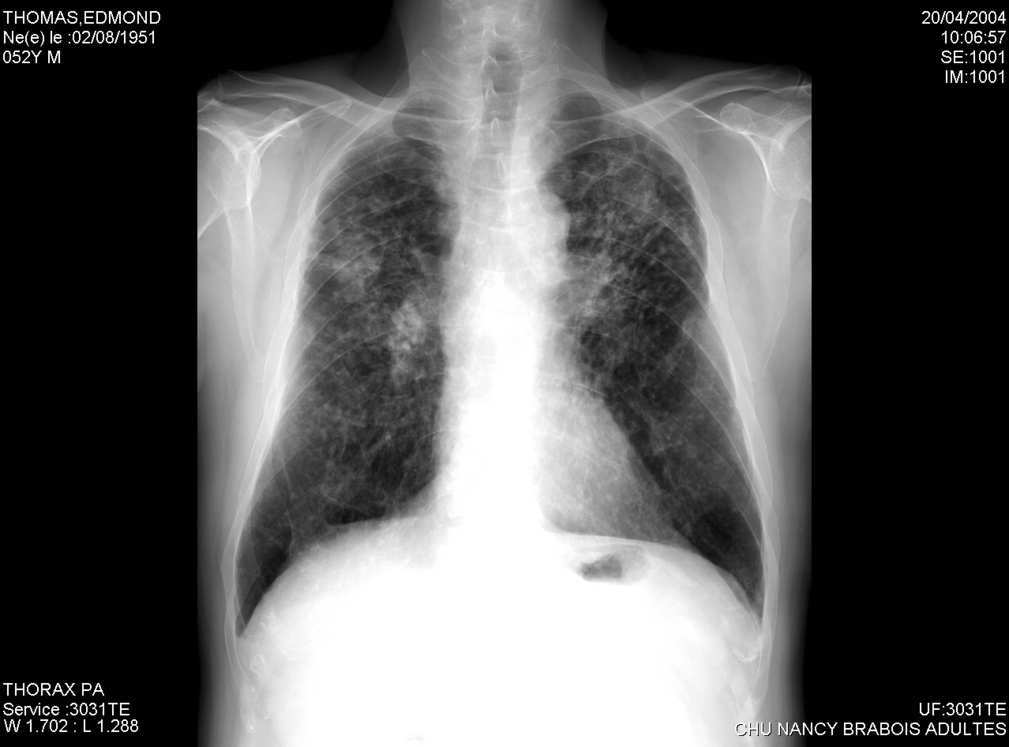 THOMAS,EDMOND
Ne(e) le :02/08/1951
052Y M
20/04/2004
10:06:57
SE:1001
IM:1001
THORAX PA
Service :3031TE
W 1.702 : L 1.288
UF:3031TE
CHU NANCY BRABOIS ADULTES